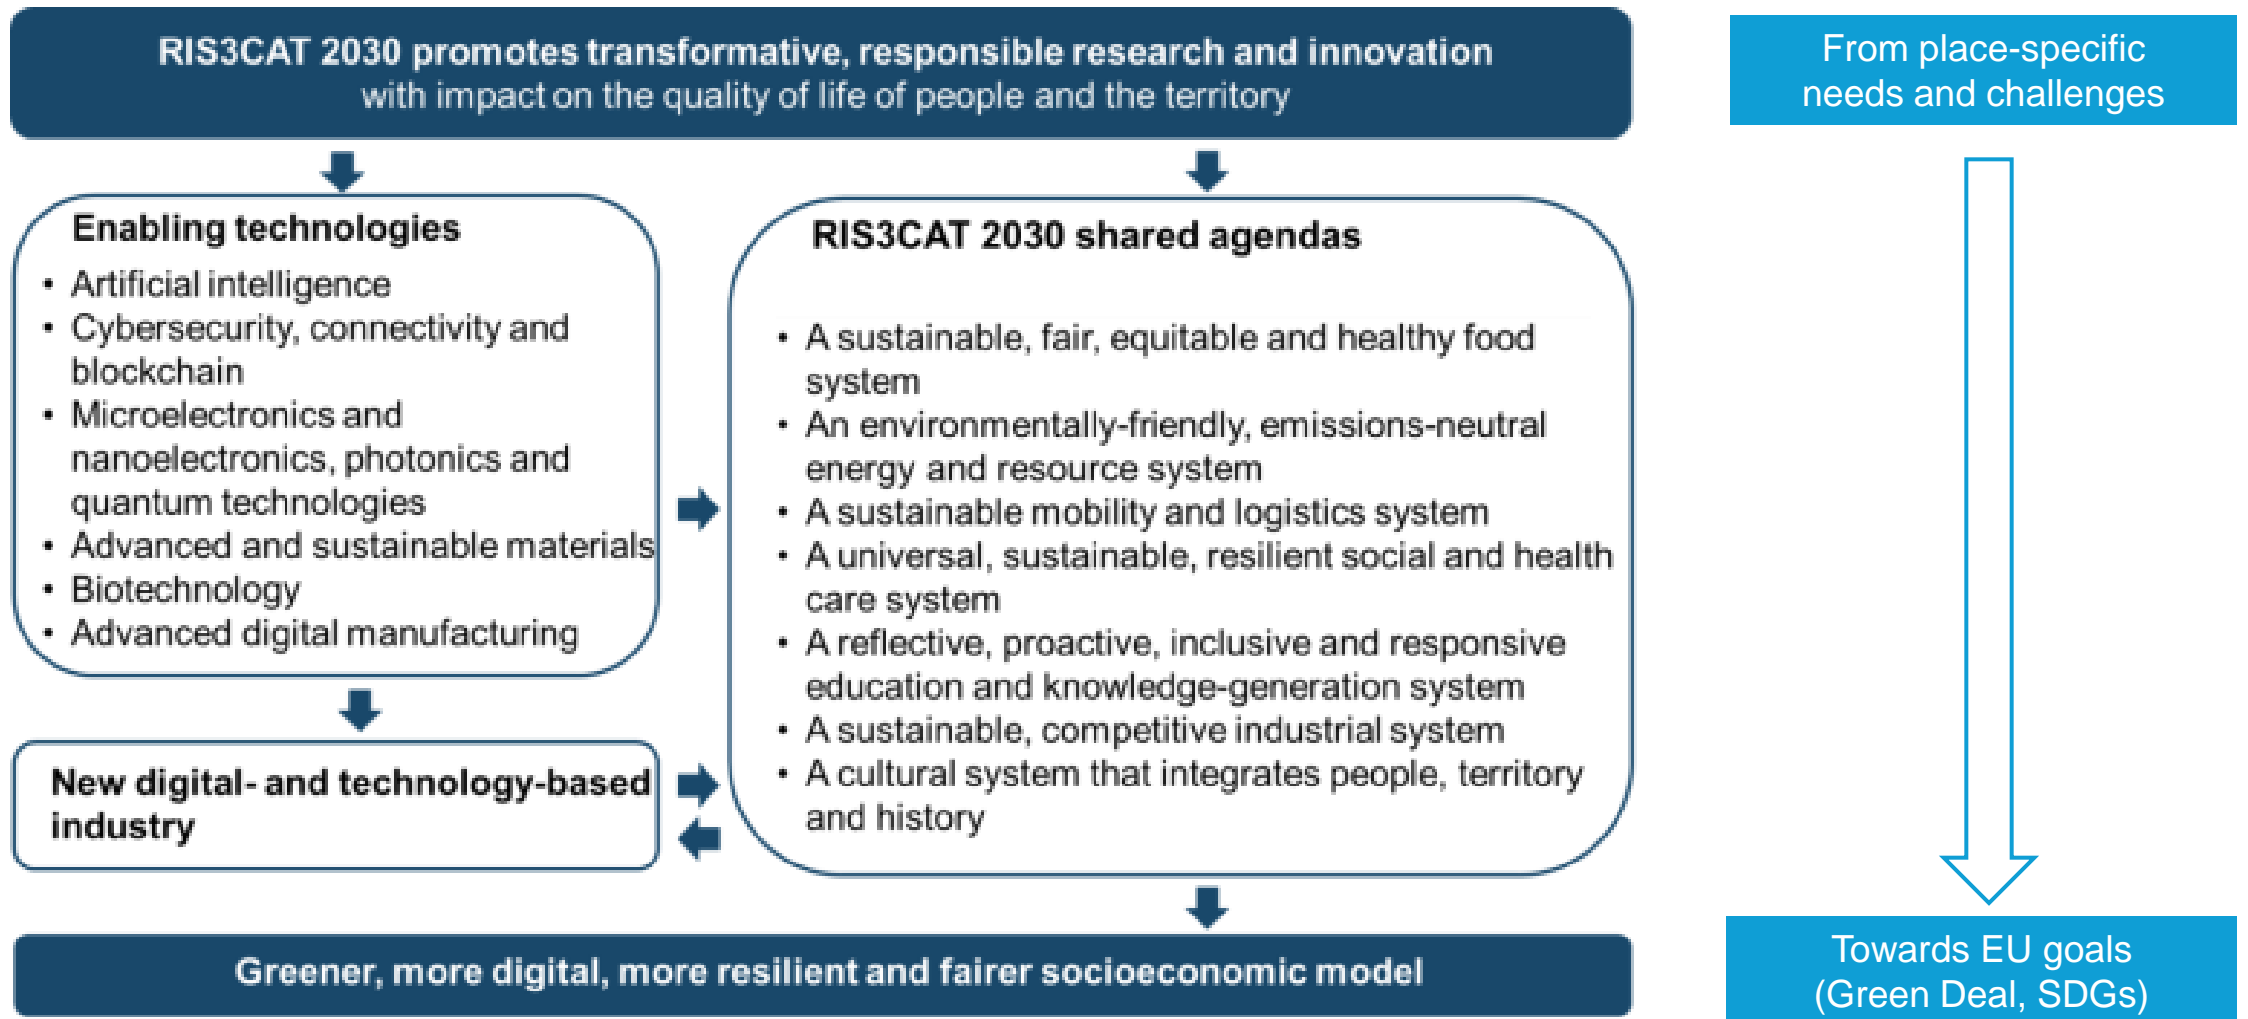 RIS3CAT 2030 promotes transformative, responsible research and innovation
with impact on the quality of life of people and the territory
From place-specific
needs and challenges
Enabling technologies
• Artificial intelligence
• Cybersecurity, connectivity and
blockchain
• Microelectronics and
nanoelectronics, photonics and
quantum technologies
• Advanced and sustainable materials
• Biotechnology
• Advanced digital manufacturing
New digital- and technology-based
industry
RIS3CAT 2030 shared agendas
• A sustainable, fair, equitable and healthy food
system
• An environmentally-friendly, emissions-neutral
energy and resource system
• A sustainable mobility and logistics system
• A universal, sustainable, resilient social and health
care system
• A reflective, proactive, inclusive and responsive
education and knowledge-generation system
• A sustainable, competitive industrial system
• A cultural system that integrates people, territory
and history
Greener, more digital, more resilient and fairer socioeconomic model
Towards EU goals
(Green Deal, SDGs)